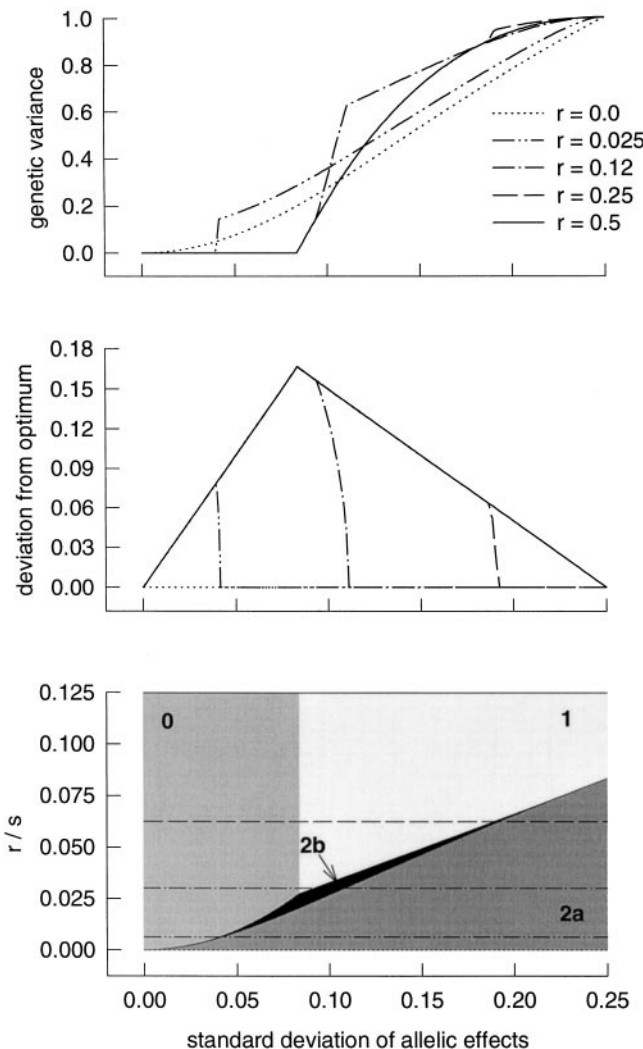 1.0
0.8
0.6
0.4
0.2
0.0
genetic variance
r = 0.0
r = 0.025
r = 0.12
r = 0.25
r = 0.5
0.18
0.15
0.12
0.09
0.06
0.03
0.00
deviation from optimum
0.125
0.100
0.075
0.050
0.025
0.000
r / s
0
1
2b
2a
0.00 0.05 0.10 0.15 0.20 0.25
standard deviation of allelic effects